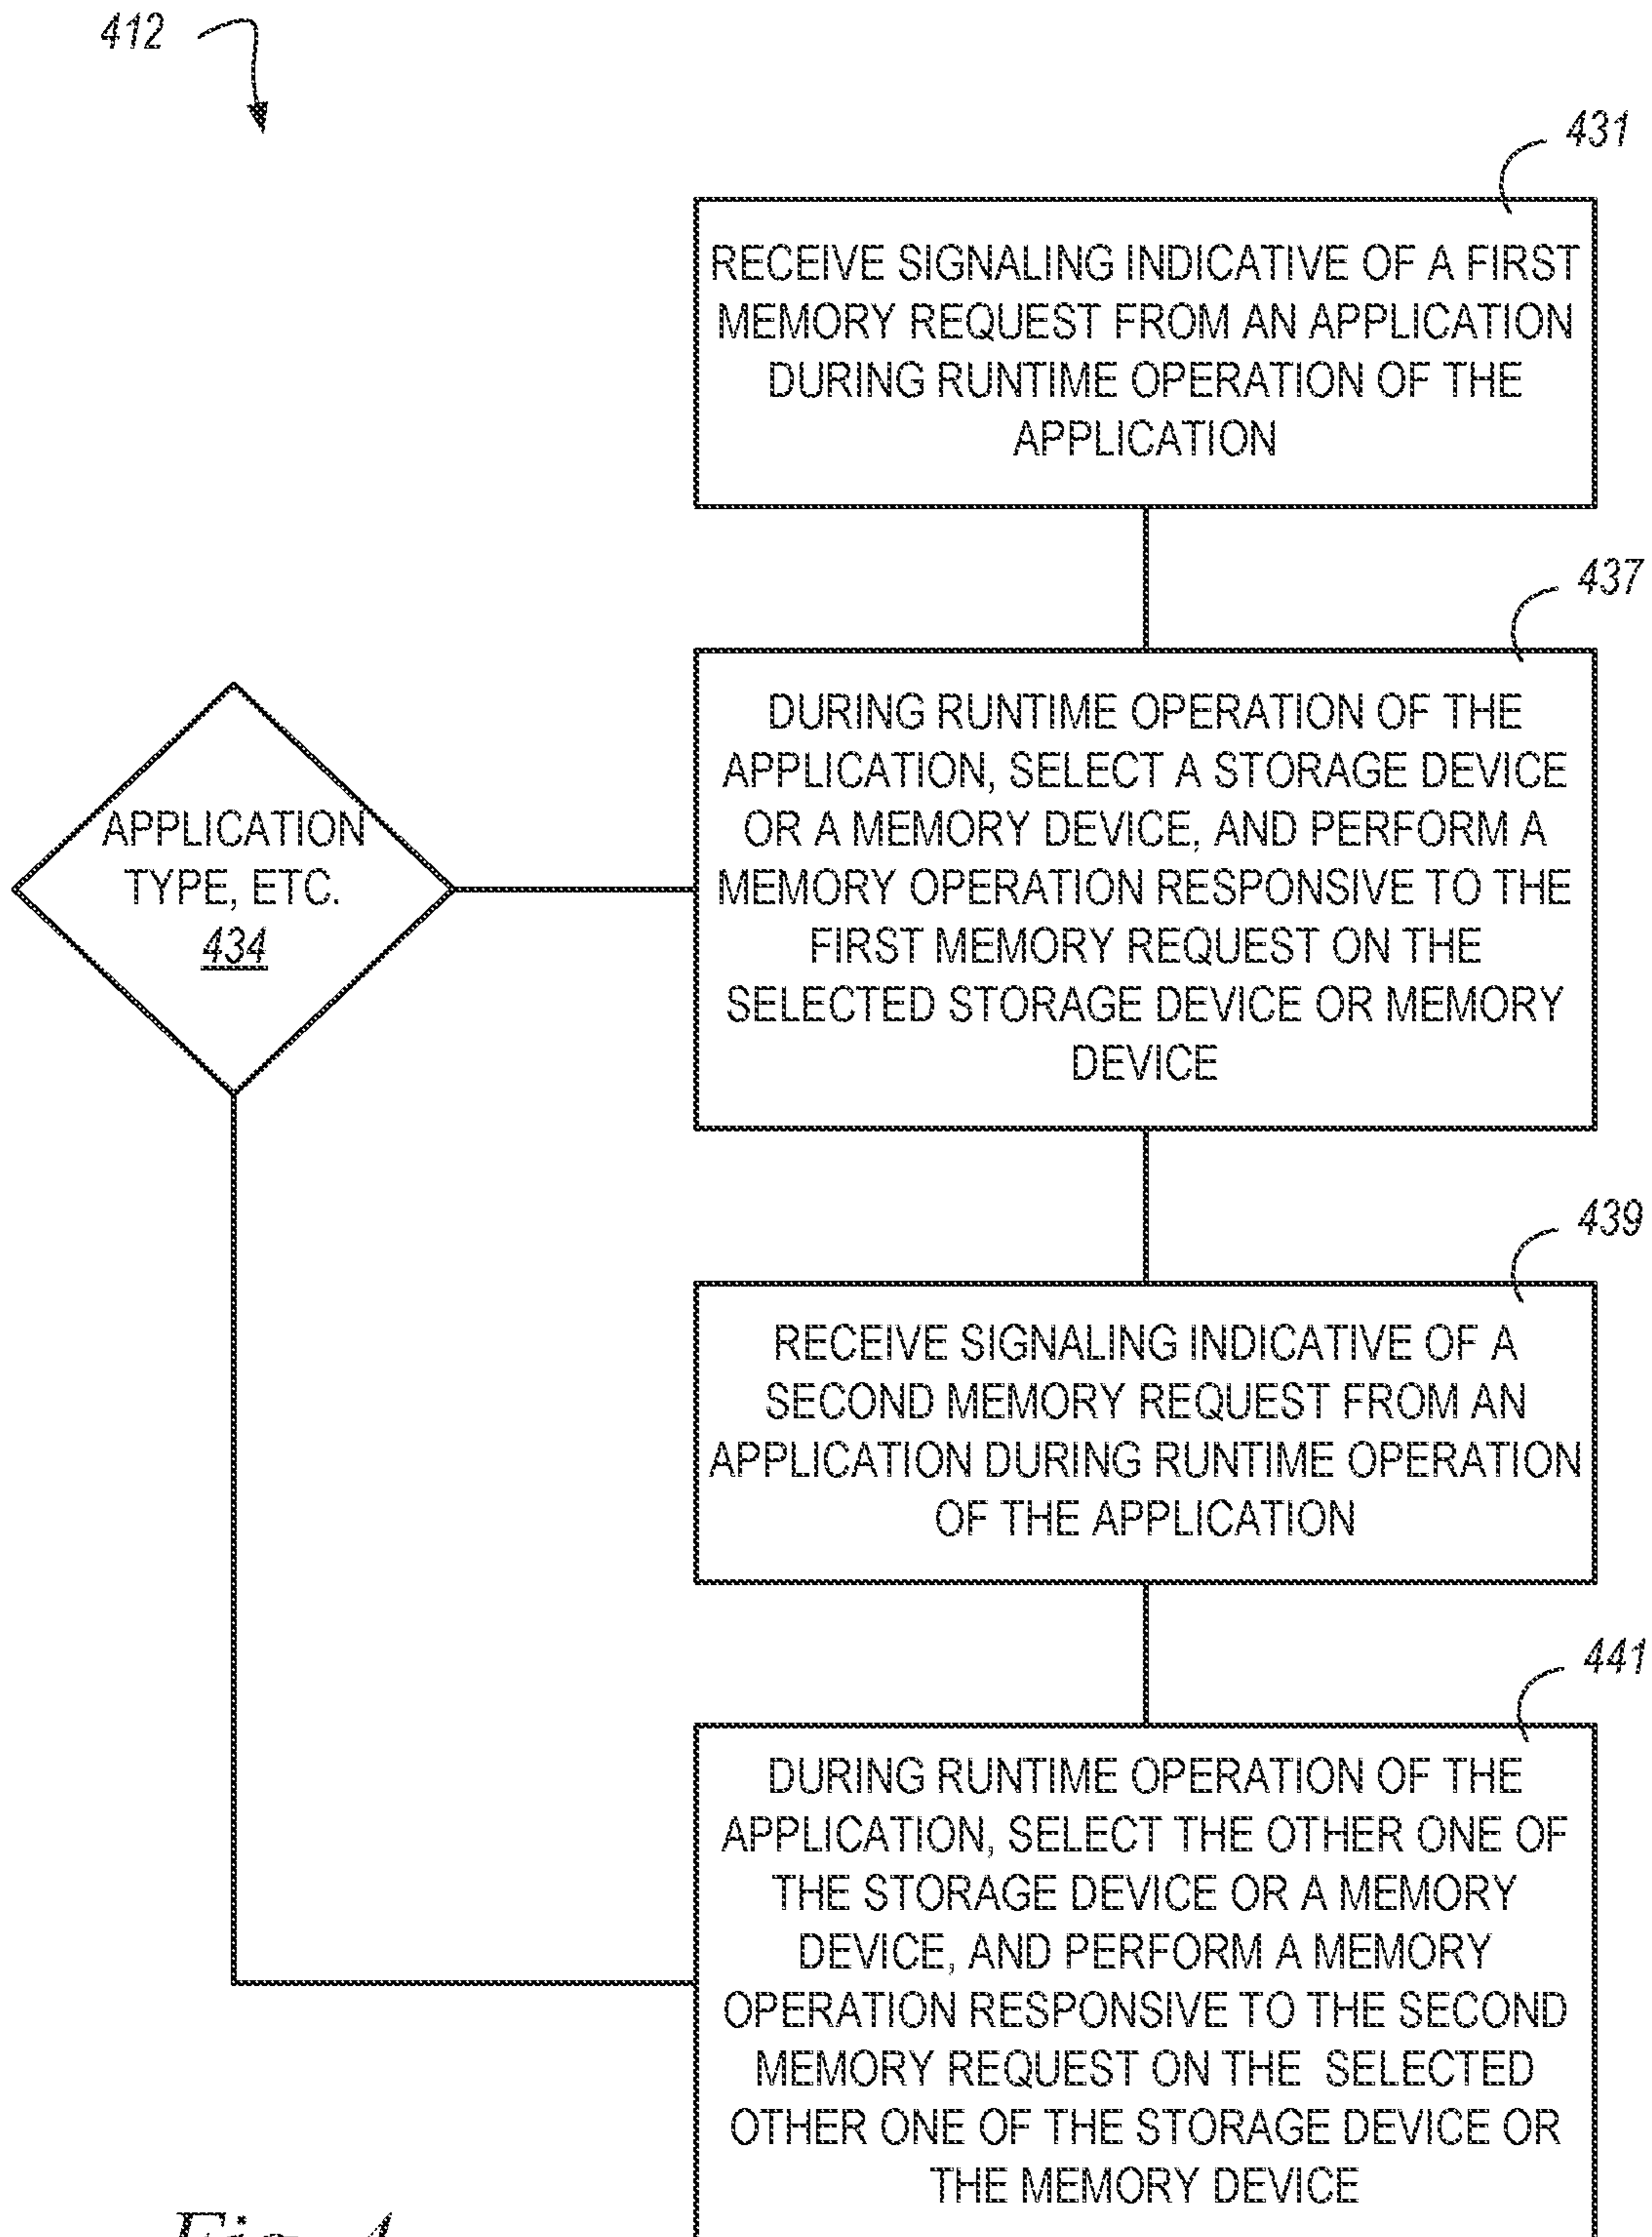 412
431
RECEIVE SIGNALING INDICATIVE OF A FIRST
MEMORY REQUEST FROM AN APPLICATION
DURING RUNTIME OPERATION OF THE
APPLICATION
437
DURING RUNTIME OPERATION OF THE
APPLICATION, SELECT A STORAGE DEVICE
OR A MEMORY DEVICE, AND PERFORM A
MEMORY OPERATION RESPONSIVE TO THE
FIRST MEMORY REQUEST ON THE
SELECTED STORAGE DEVICE OR MEMORY
DEVICE
APPLICATION
TYPE, ETC.
434
439
RECEIVE SIGNALING INDICATIVE OF A
SECOND MEMORY REQUEST FROM AN
APPLICATION DURING RUNTIME OPERATION
OF THE APPLICATION
441
DURING RUNTIME OPERATION OF THE
APPLICATION, SELECT THE OTHER ONE OF
THE STORAGE DEVICE OR A MEMORY
DEVICE, AND PERFORM A MEMORY
OPERATION RESPONSIVE TO THE SECOND
MEMORY REQUEST ON THE SELECTED
OTHER ONE OF THE STORAGE DEVICE OR
THE MEMORY DEVICE
Fig. 4